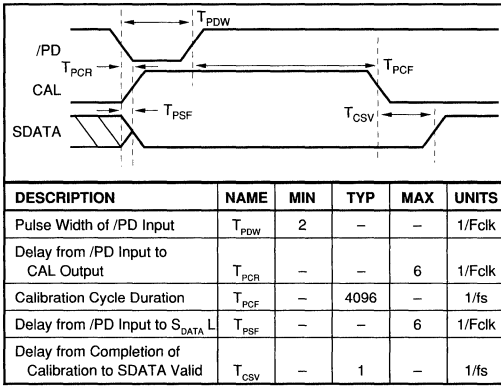 T_PDW
/PD
T_PCR
T_PCF
CAL
T_PSF
T_CSV
SDATA
DESCRIPTION NAME MIN TYP MAX UNITS
Pulse Width of /PD Input T_PDW 2 – – 1/Fclk
Delay from /PD Input to
CAL Output T_PCR – – 6 1/Fclk
Calibration Cycle Duration T_PCF – 4096 – 1/fs
Delay from /PD Input to S_DATA L T_PSF – – 6 1/Fclk
Delay from Completion of
Calibration to SDATA Valid T_CSV – 1 – 1/fs